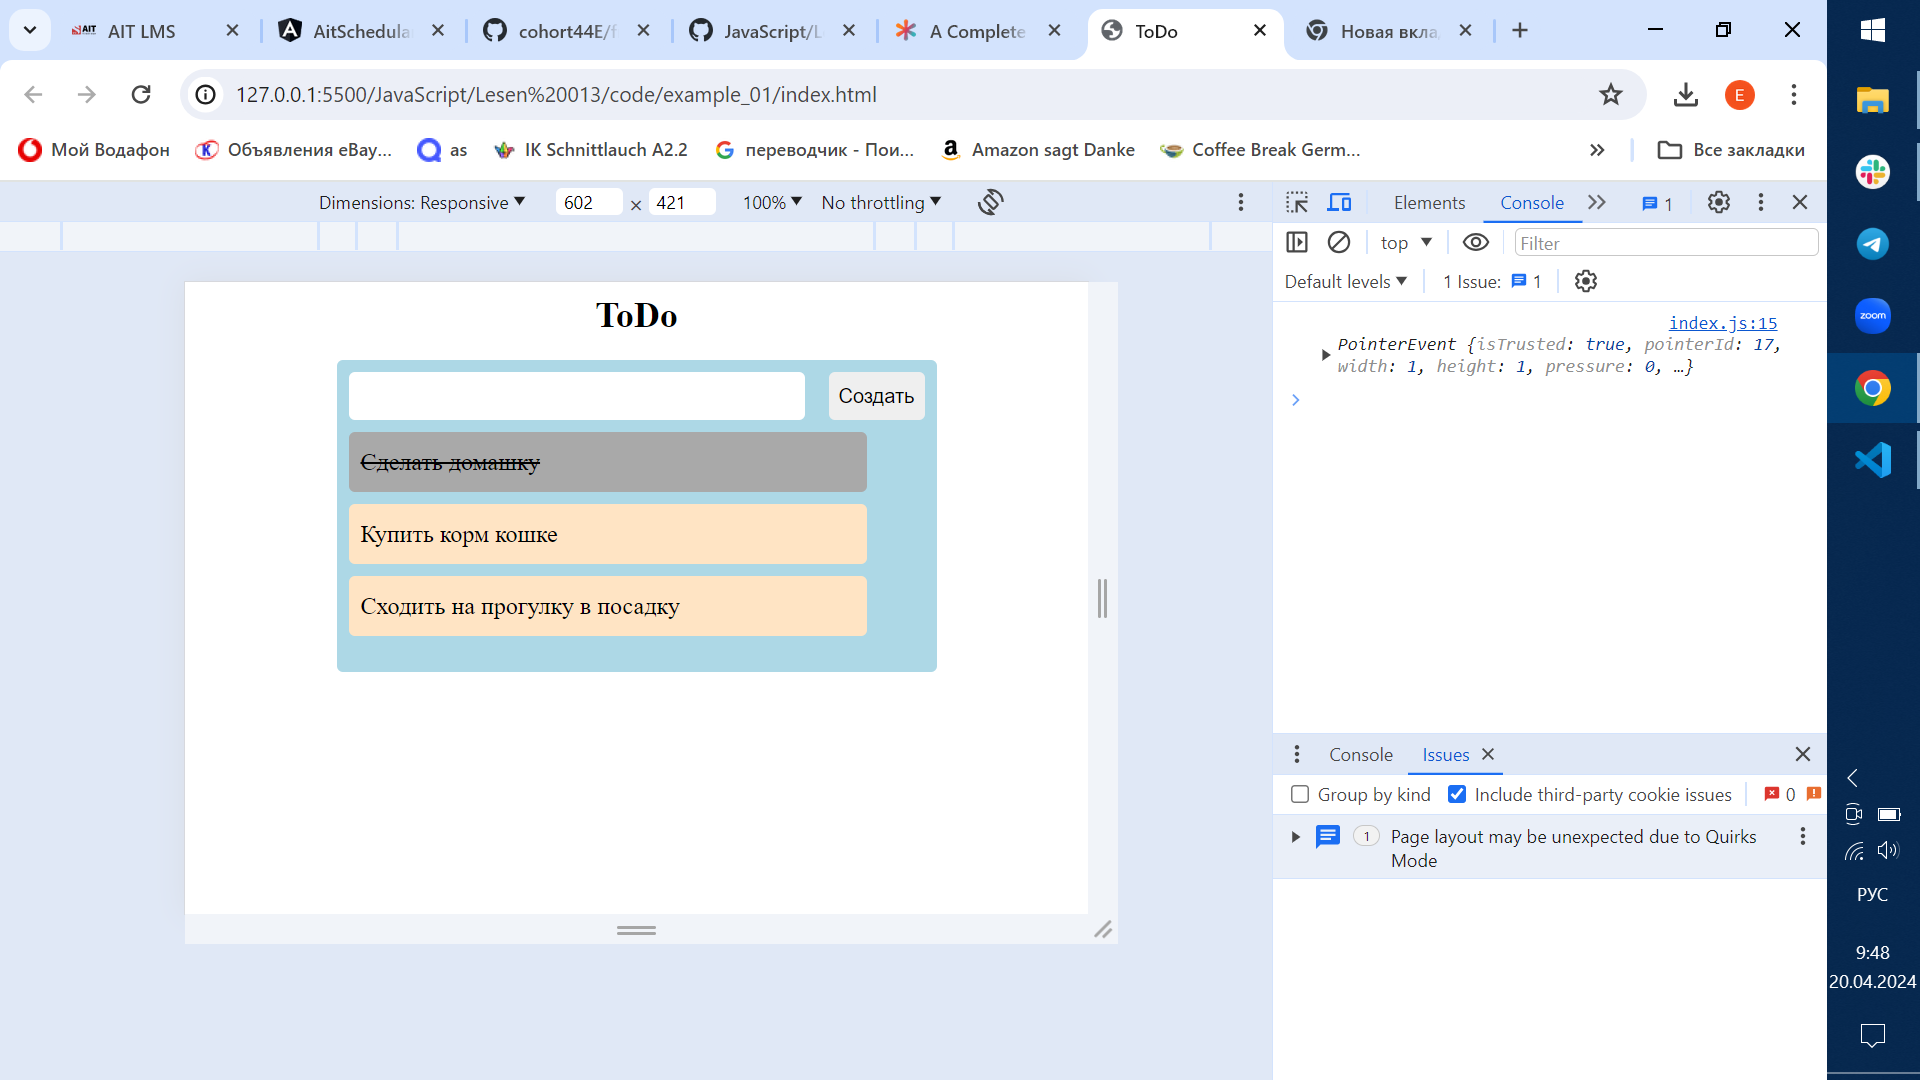 AIT LMS
AitSchedula
cohort44E/f
JavaScript/L
A Complete
ToDo
Новая вкла
127.0.0.1:5500/JavaScript/Lesen%20013/code/example_01/index.html
E
Мой Водафон
Объявления eBay...
as
IK Schnittlauch A2.2
переводчик - Пои...
Amazon sagt Danke
Coffee Break Germ...
Все закладки
Dimensions: Responsive
602 × 421
100%
No throttling
Elements
Console
1
top
Filter
Default levels
1 Issue: 1
index.js:15
PointerEvent {isTrusted: true, pointerId: 17,
width: 1, height: 1, pressure: 0, …}
ToDo
Создать
Сделать домашку
Купить корм кошке
Сходить на прогулку в посадку
Console
Issues
Group by kind
Include third-party cookie issues
0
1
Page layout may be unexpected due to Quirks
Mode
zoom
РУС
9:48
20.04.2024